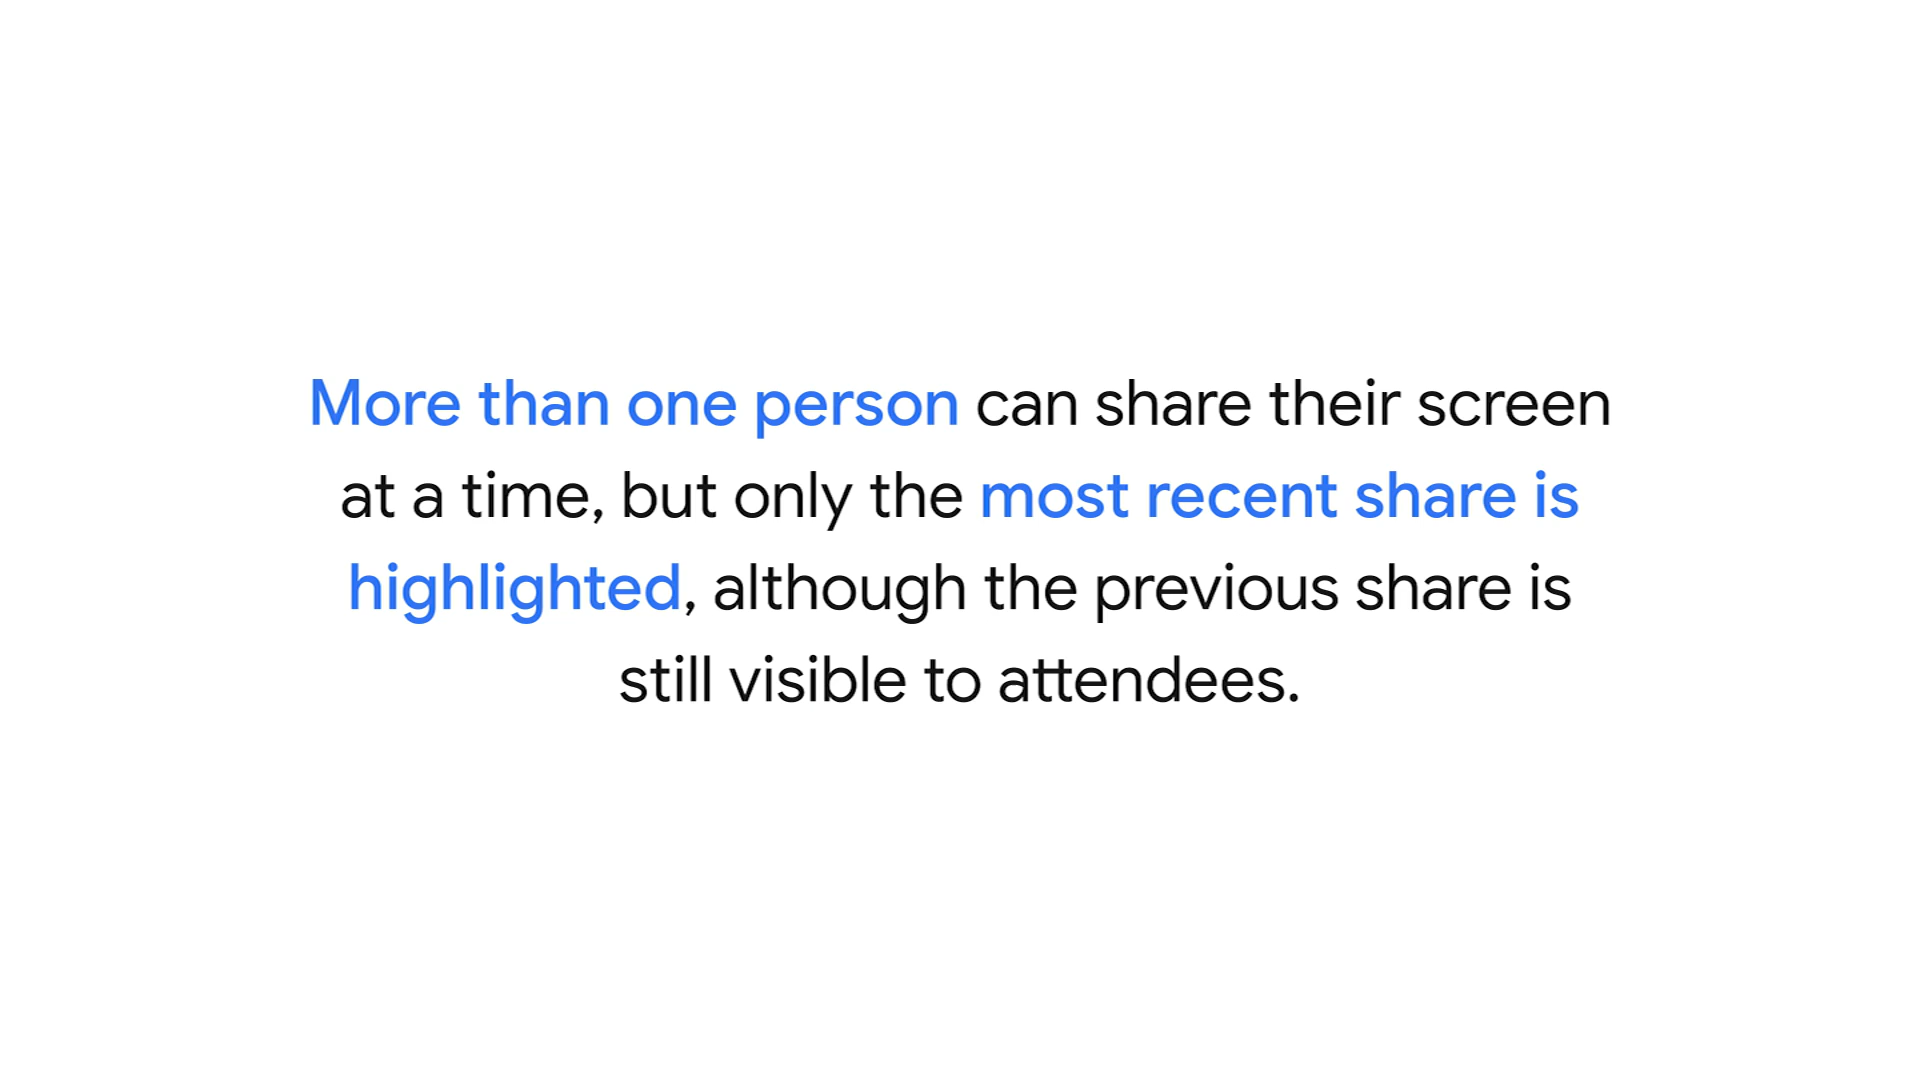 More than one person can share their screen
at a time, but only the most recent share is
highlighted, although the previous share is
still visible to attendees.